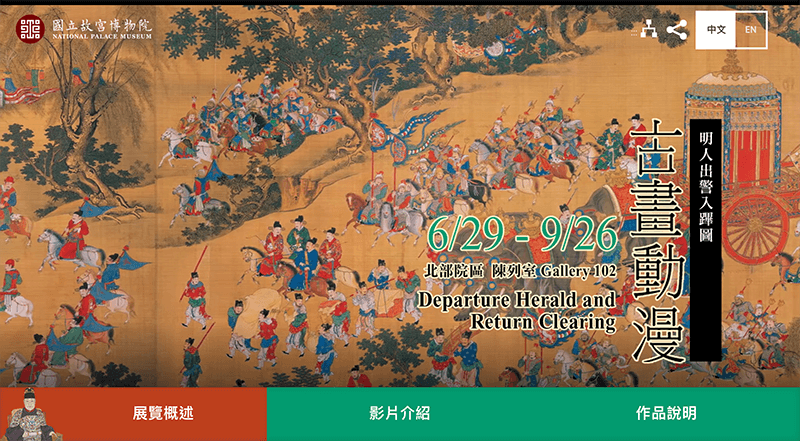 國立故宮博物院
NATIONAL PALACE MUSEUM
中文
EN
古畫動漫
明人出警入蹕圖
6/29 - 9/26
北部院區 陳列室 Gallery 102
Departure Herald and
Return Clearing
展覽概述
影片介紹
作品說明